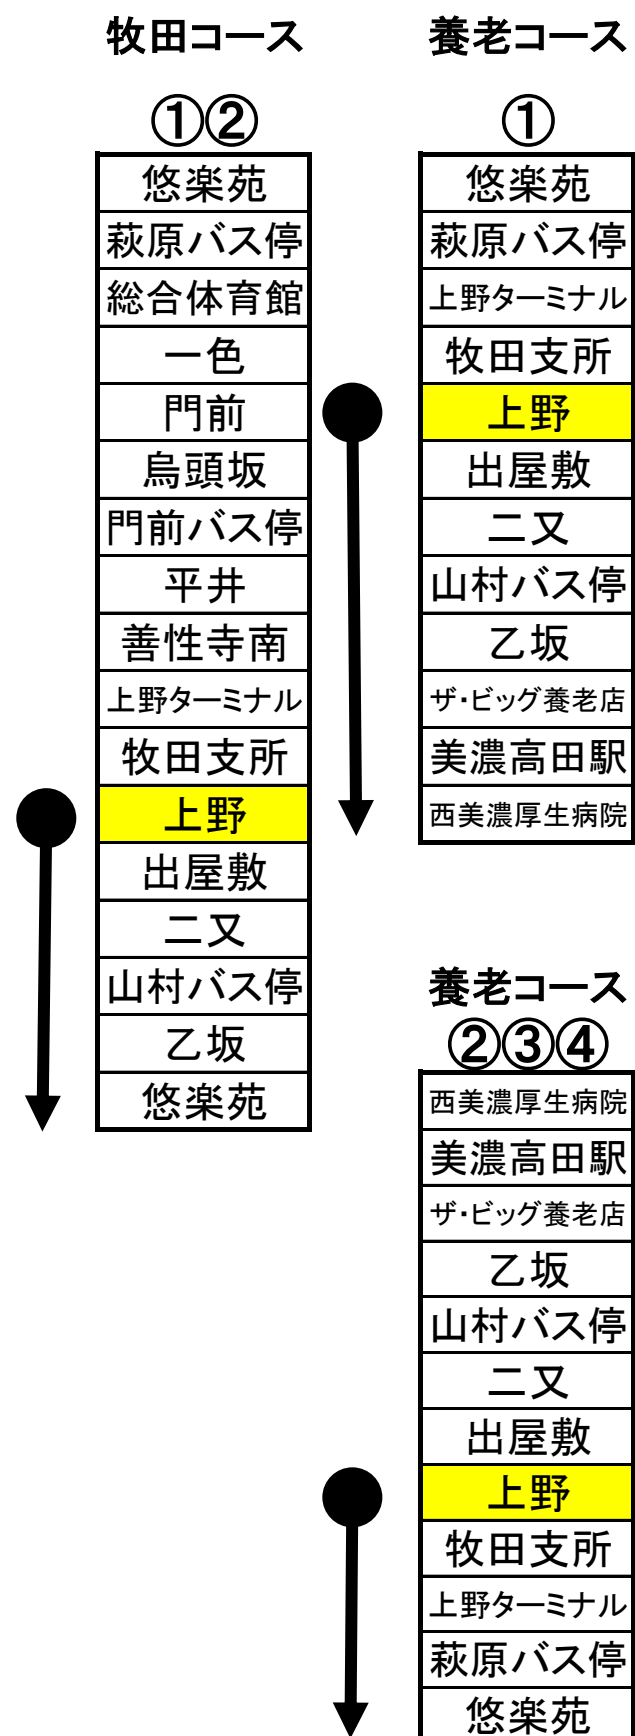 牧田コース
①②
悠楽苑
萩原バス停
総合体育館
一色
門前
烏頭坂
門前バス停
平井
善性寺南
上野ターミナル
牧田支所
上野
出屋敷
二又
山村バス停
乙坂
悠楽苑
養老コース
①
悠楽苑
萩原バス停
上野ターミナル
牧田支所
上野
出屋敷
二又
山村バス停
乙坂
ザ・ビッグ養老店
美濃高田駅
西美濃厚生病院
養老コース
②③④
西美濃厚生病院
美濃高田駅
ザ・ビッグ養老店
乙坂
山村バス停
二又
出屋敷
上野
牧田支所
上野ターミナル
萩原バス停
悠楽苑